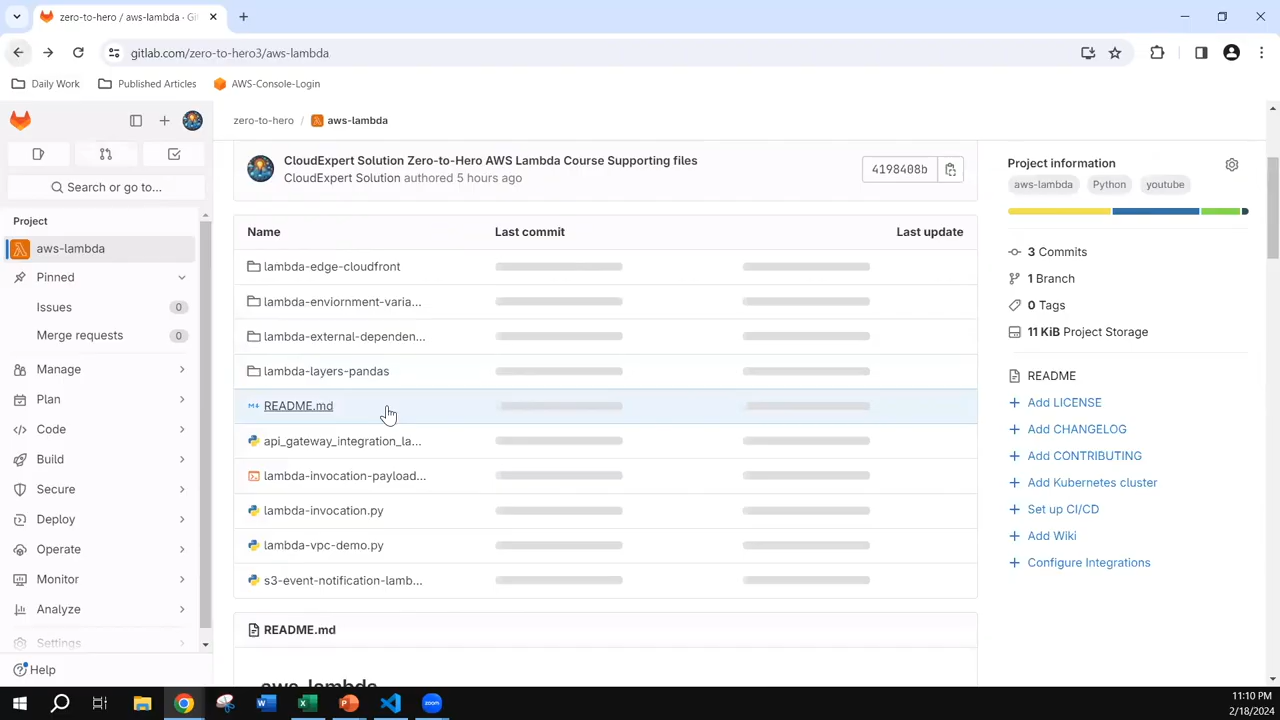 zero-to-hero / aws-lambda · Git
gitlab.com/zero-to-hero3/aws-lambda
Daily Work
Published Articles
AWS-Console-Login
zero-to-hero / aws-lambda
Search or go to...
Project
aws-lambda
Pinned
Issues 0
Merge requests 0
Manage
Plan
Code
Build
Secure
Deploy
Operate
Monitor
Analyze
Settings
Help
CloudExpert Solution Zero-to-Hero AWS Lambda Course Supporting files
CloudExpert Solution authored 5 hours ago
4198408b
Name Last commit Last update
lambda-edge-cloudfront
lambda-enviornment-varia...
lambda-external-dependen...
lambda-layers-pandas
README.md
api_gateway_integration_la...
lambda-invocation-payload...
lambda-invocation.py
lambda-vpc-demo.py
s3-event-notification-lamb...
README.md
aws-lambda
Project information
aws-lambda Python youtube
3 Commits
1 Branch
0 Tags
11 KiB Project Storage
README
Add LICENSE
Add CHANGELOG
Add CONTRIBUTING
Add Kubernetes cluster
Set up CI/CD
Add Wiki
Configure Integrations
zoom
11:10 PM
2/18/2024